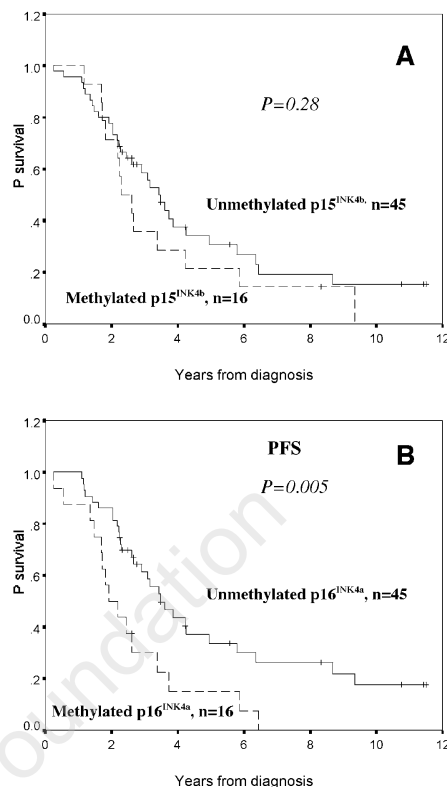 1.2
A
1.0
P=0.28
.8
P survival
.6
Unmethylated p15INK4b, n=45
.4
.2
Methylated p15INK4b, n=16
0.0
0 2 4 6 8 10 12
Years from diagnosis
1.2
PFS
B
1.0
P=0.005
.8
P survival
.6
Unmethylated p16INK4a, n=45
.4
.2
Methylated p16INK4a, n=16
0.0
0 2 4 6 8 10 12
Years from diagnosis
oundation